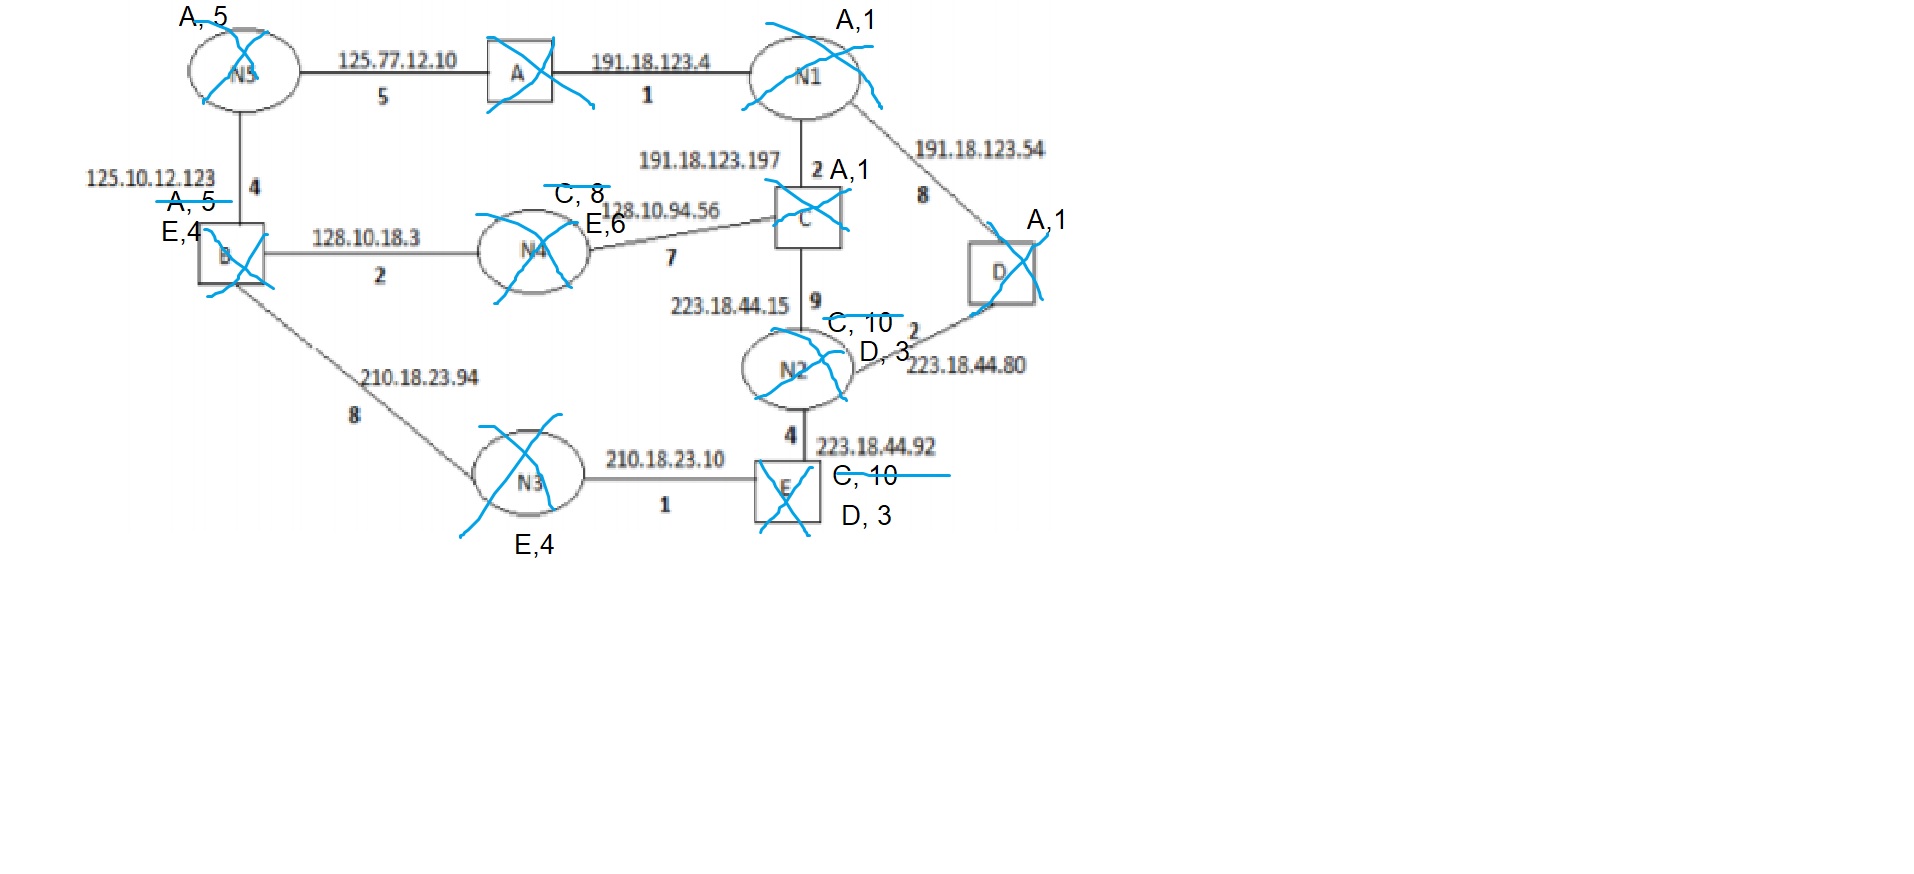 A, 5
A,1
N5
125.77.12.10
A
191.18.123.4
N1
5
1
191.18.123.54
191.18.123.197
2
A,1
125.10.12.123
4
8
C, 8
A, 5
128.10.94.56
E,6
C
A,1
E,4
128.10.18.3
N4
B
7
D
2
223.18.44.15
9
C, 10
2
D, 3
223.18.44.80
N2
210.18.23.94
8
4
223.18.44.92
210.18.23.10
C, 10
N3
E
1
D, 3
E,4